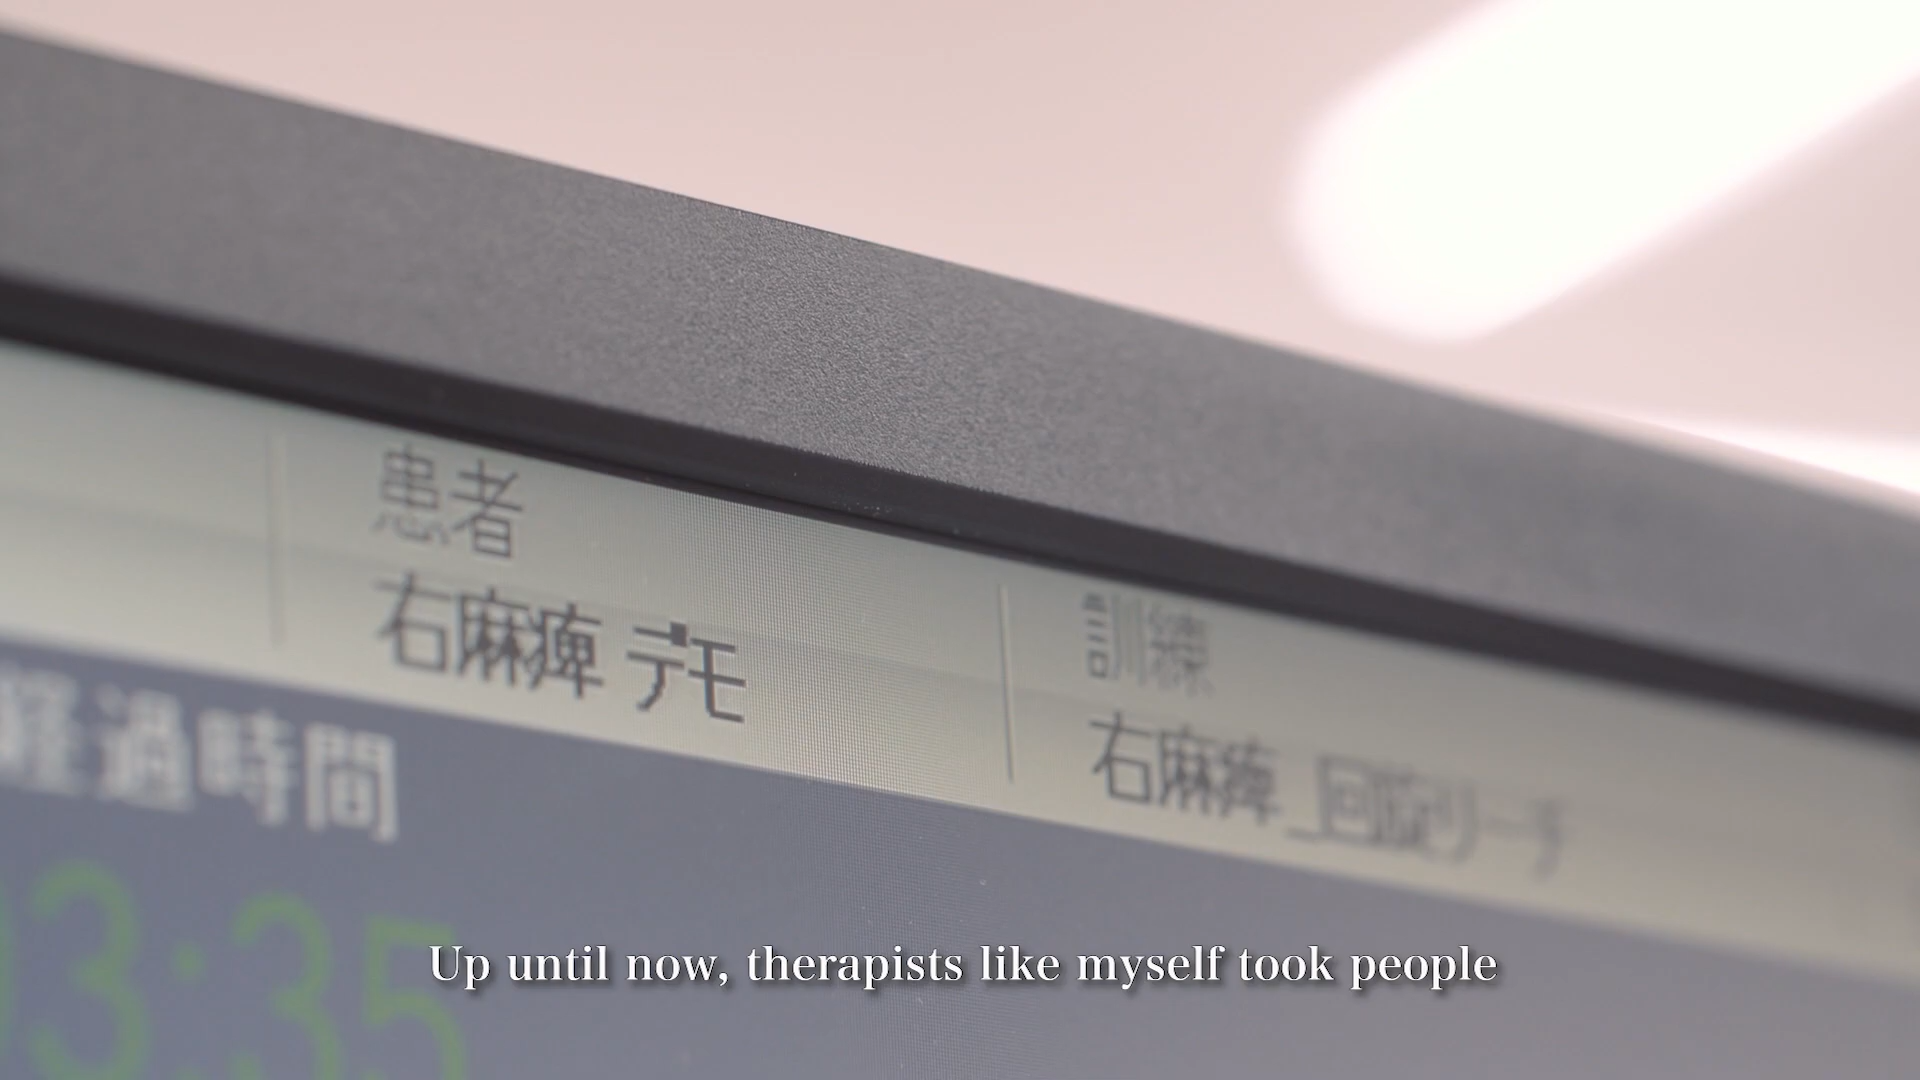 患者
右麻痺 デモ
訓練
右麻痺_回旋リーチ
経過時間
03:35
Up until now, therapists like myself took people